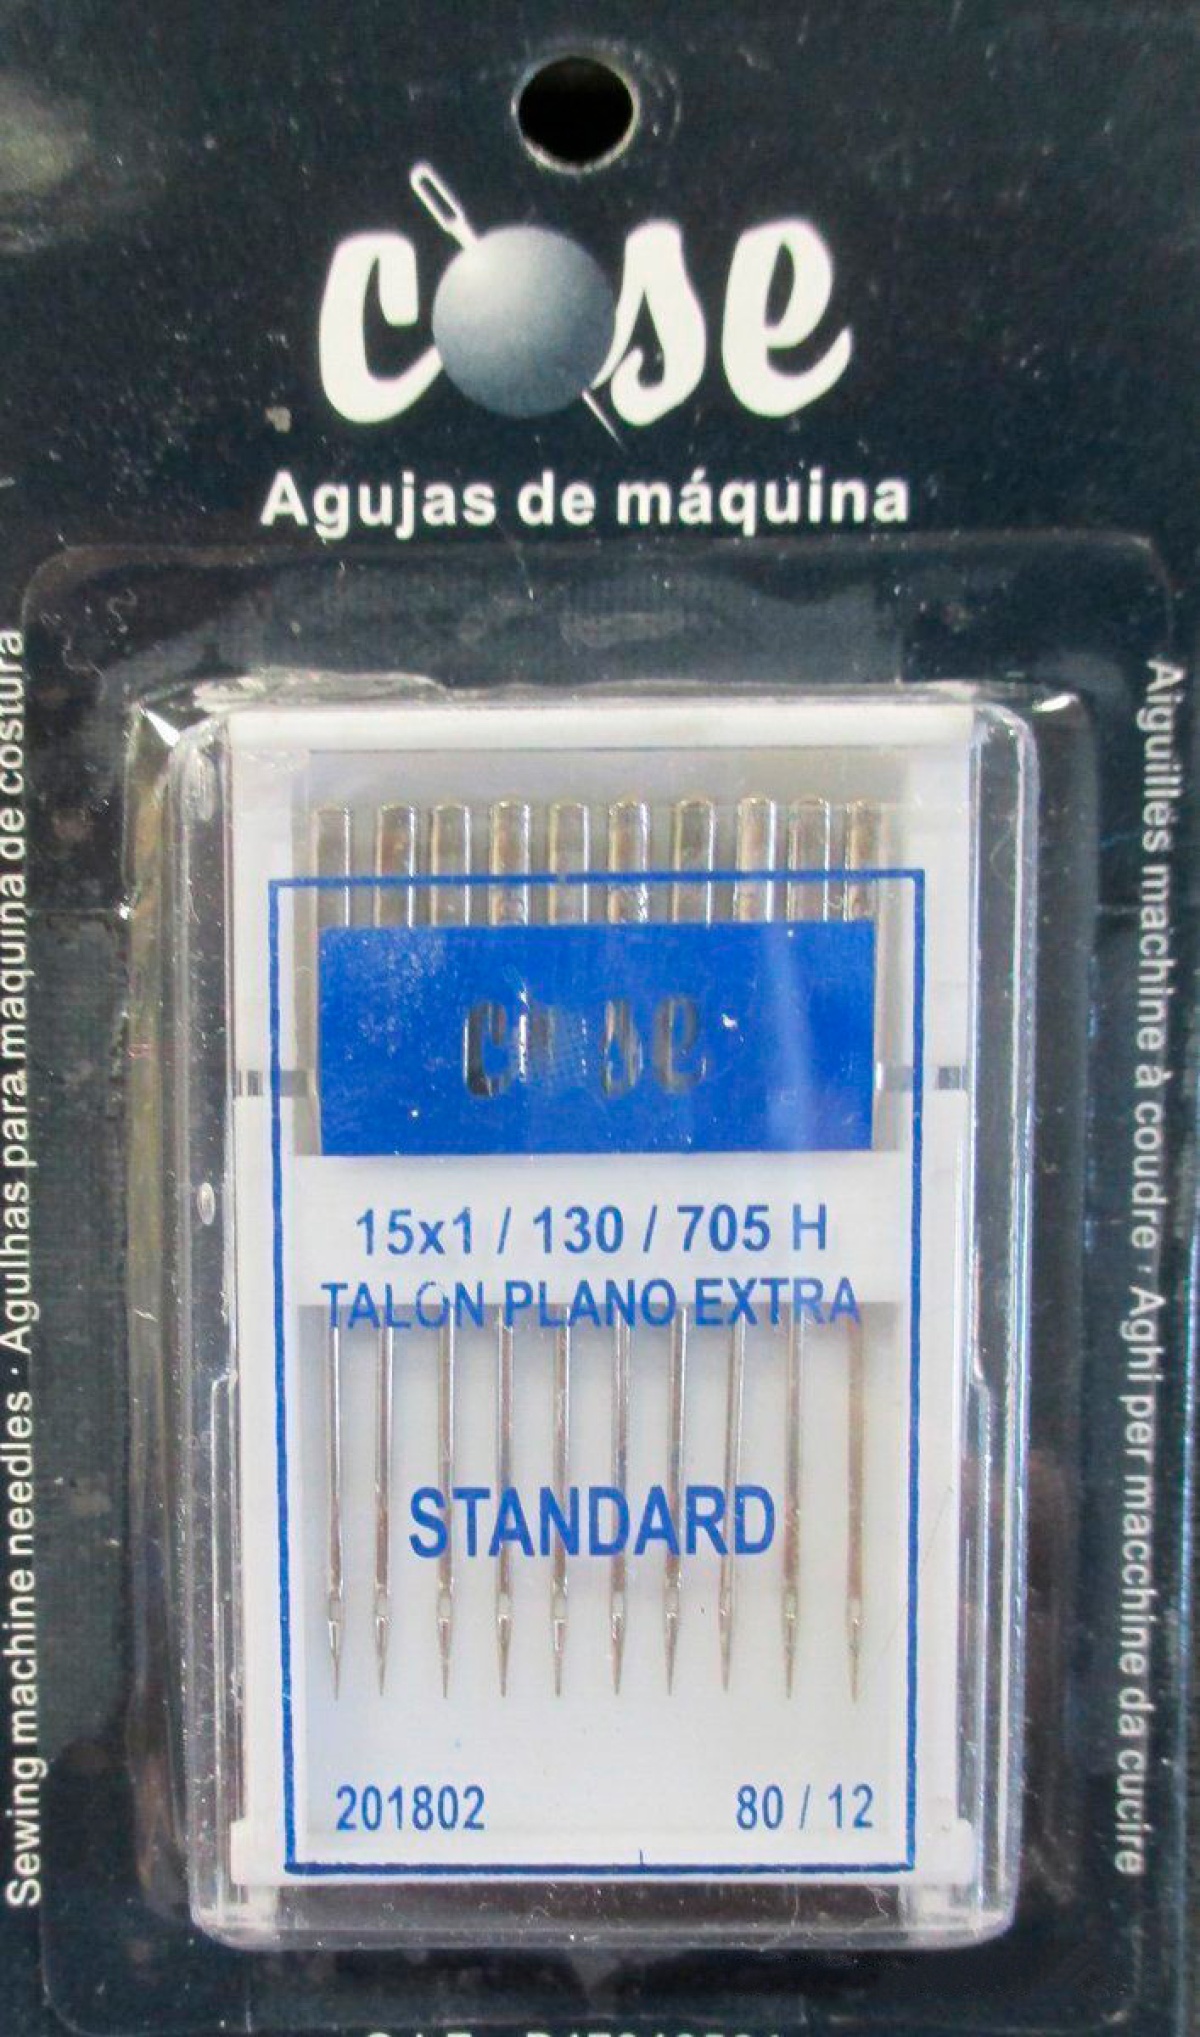 cose
Agujas de máquina
Sewing machine needles · Agulhas para máquina de costura
Aiguilles machine à coudre · Aghi per macchine da cucire
cose
15x1 / 130 / 705 H
TALON PLANO EXTRA
STANDARD
201802
80 / 12